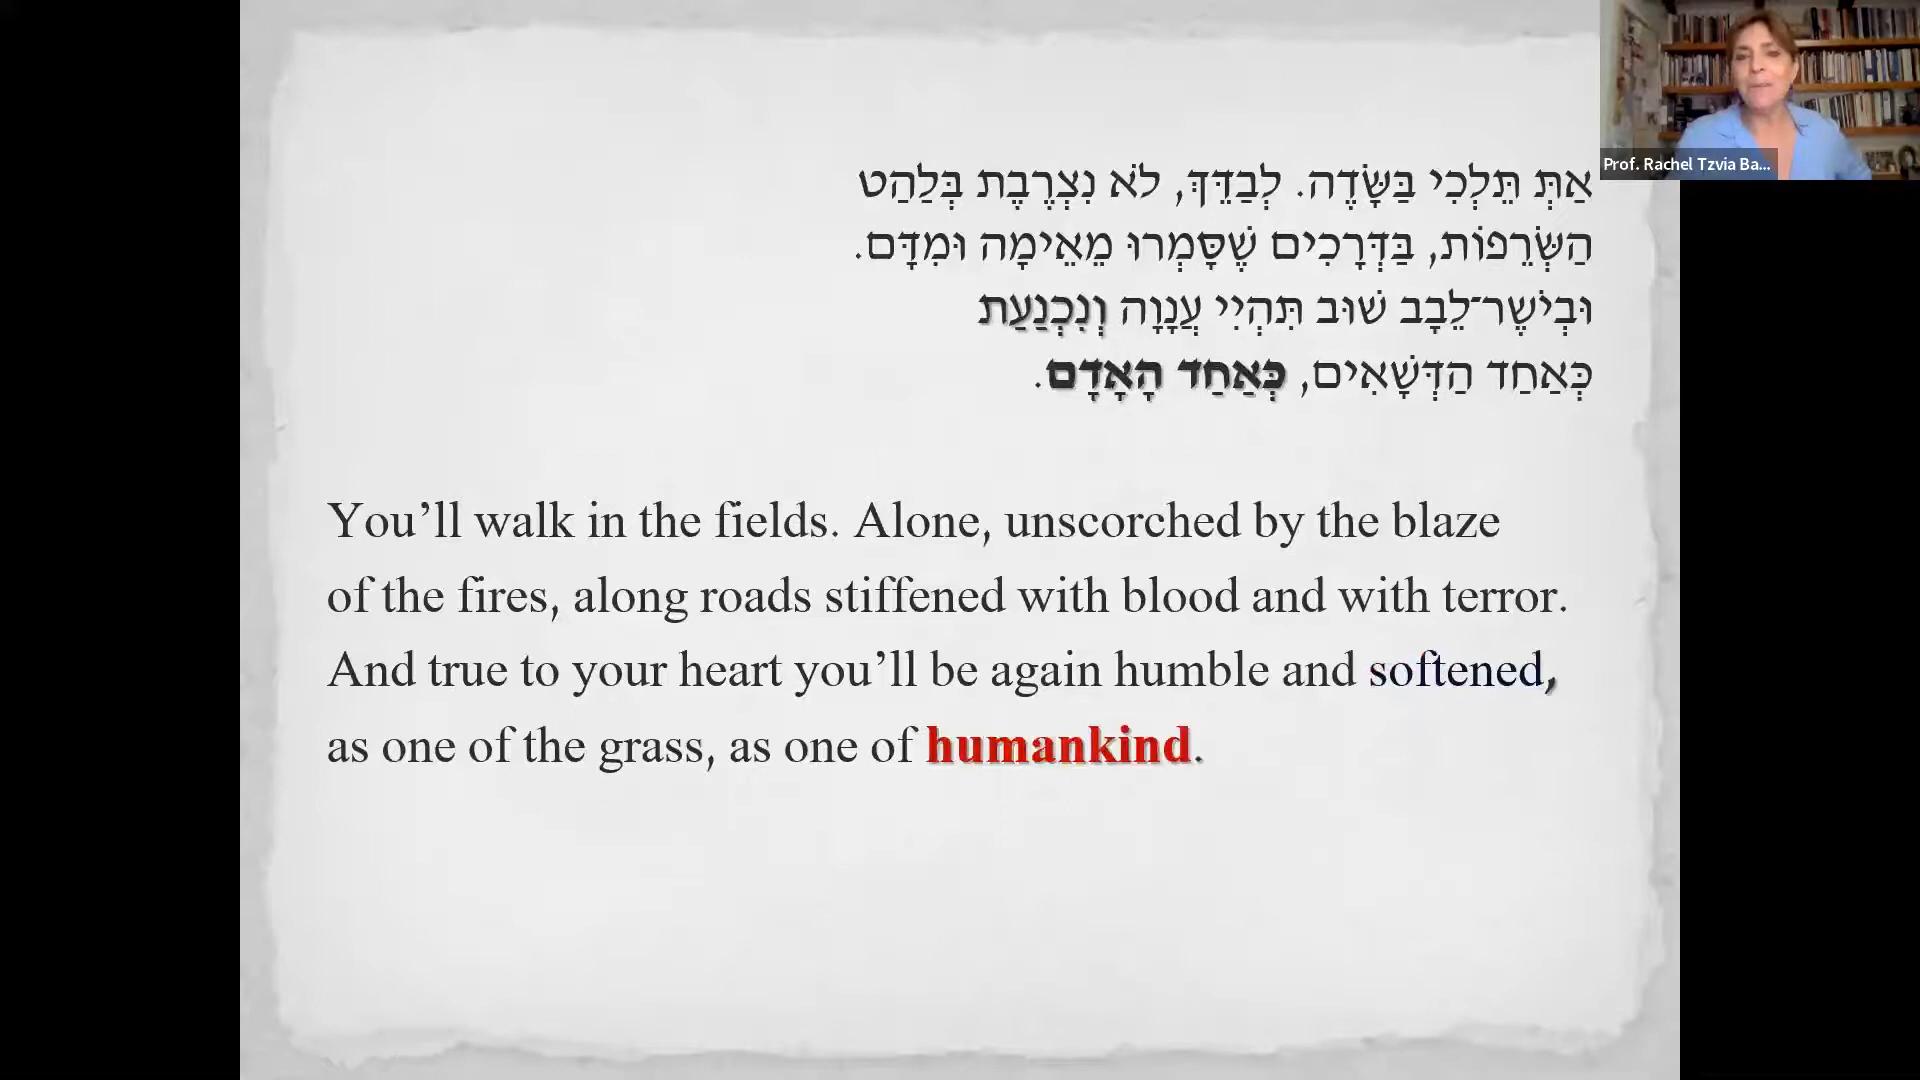 אַתְּ תֵּלְכִי בַּשָּׂדֶה. לְבַדֵּךְ, לֹא נִצְרֶבֶת בְּלַהַט
הַשְּׂרֵפוֹת, בַּדְּרָכִים שֶׁסָּמְרוּ מֵאֵימָה וּמִדָּם.
וּבְיֹשֶׁר־לֵבָב שׁוּב תִּהְיִי עֲנָוָה וְנִכְנַעַת
כְּאַחַד הַדְּשָׁאִים, כְּאַחַד הָאָדָם.
You’ll walk in the fields. Alone, unscorched by the blaze
of the fires, along roads stiffened with blood and with terror.
And true to your heart you’ll be again humble and softened,
as one of the grass, as one of humankind.
Prof. Rachel Tzvia Ba...